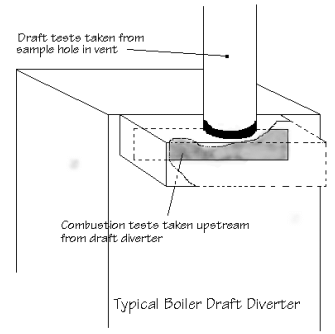 Draft tests taken from
sample hole in vent
Combustion tests taken upstream
from draft diverter
Typical Boiler Draft Diverter